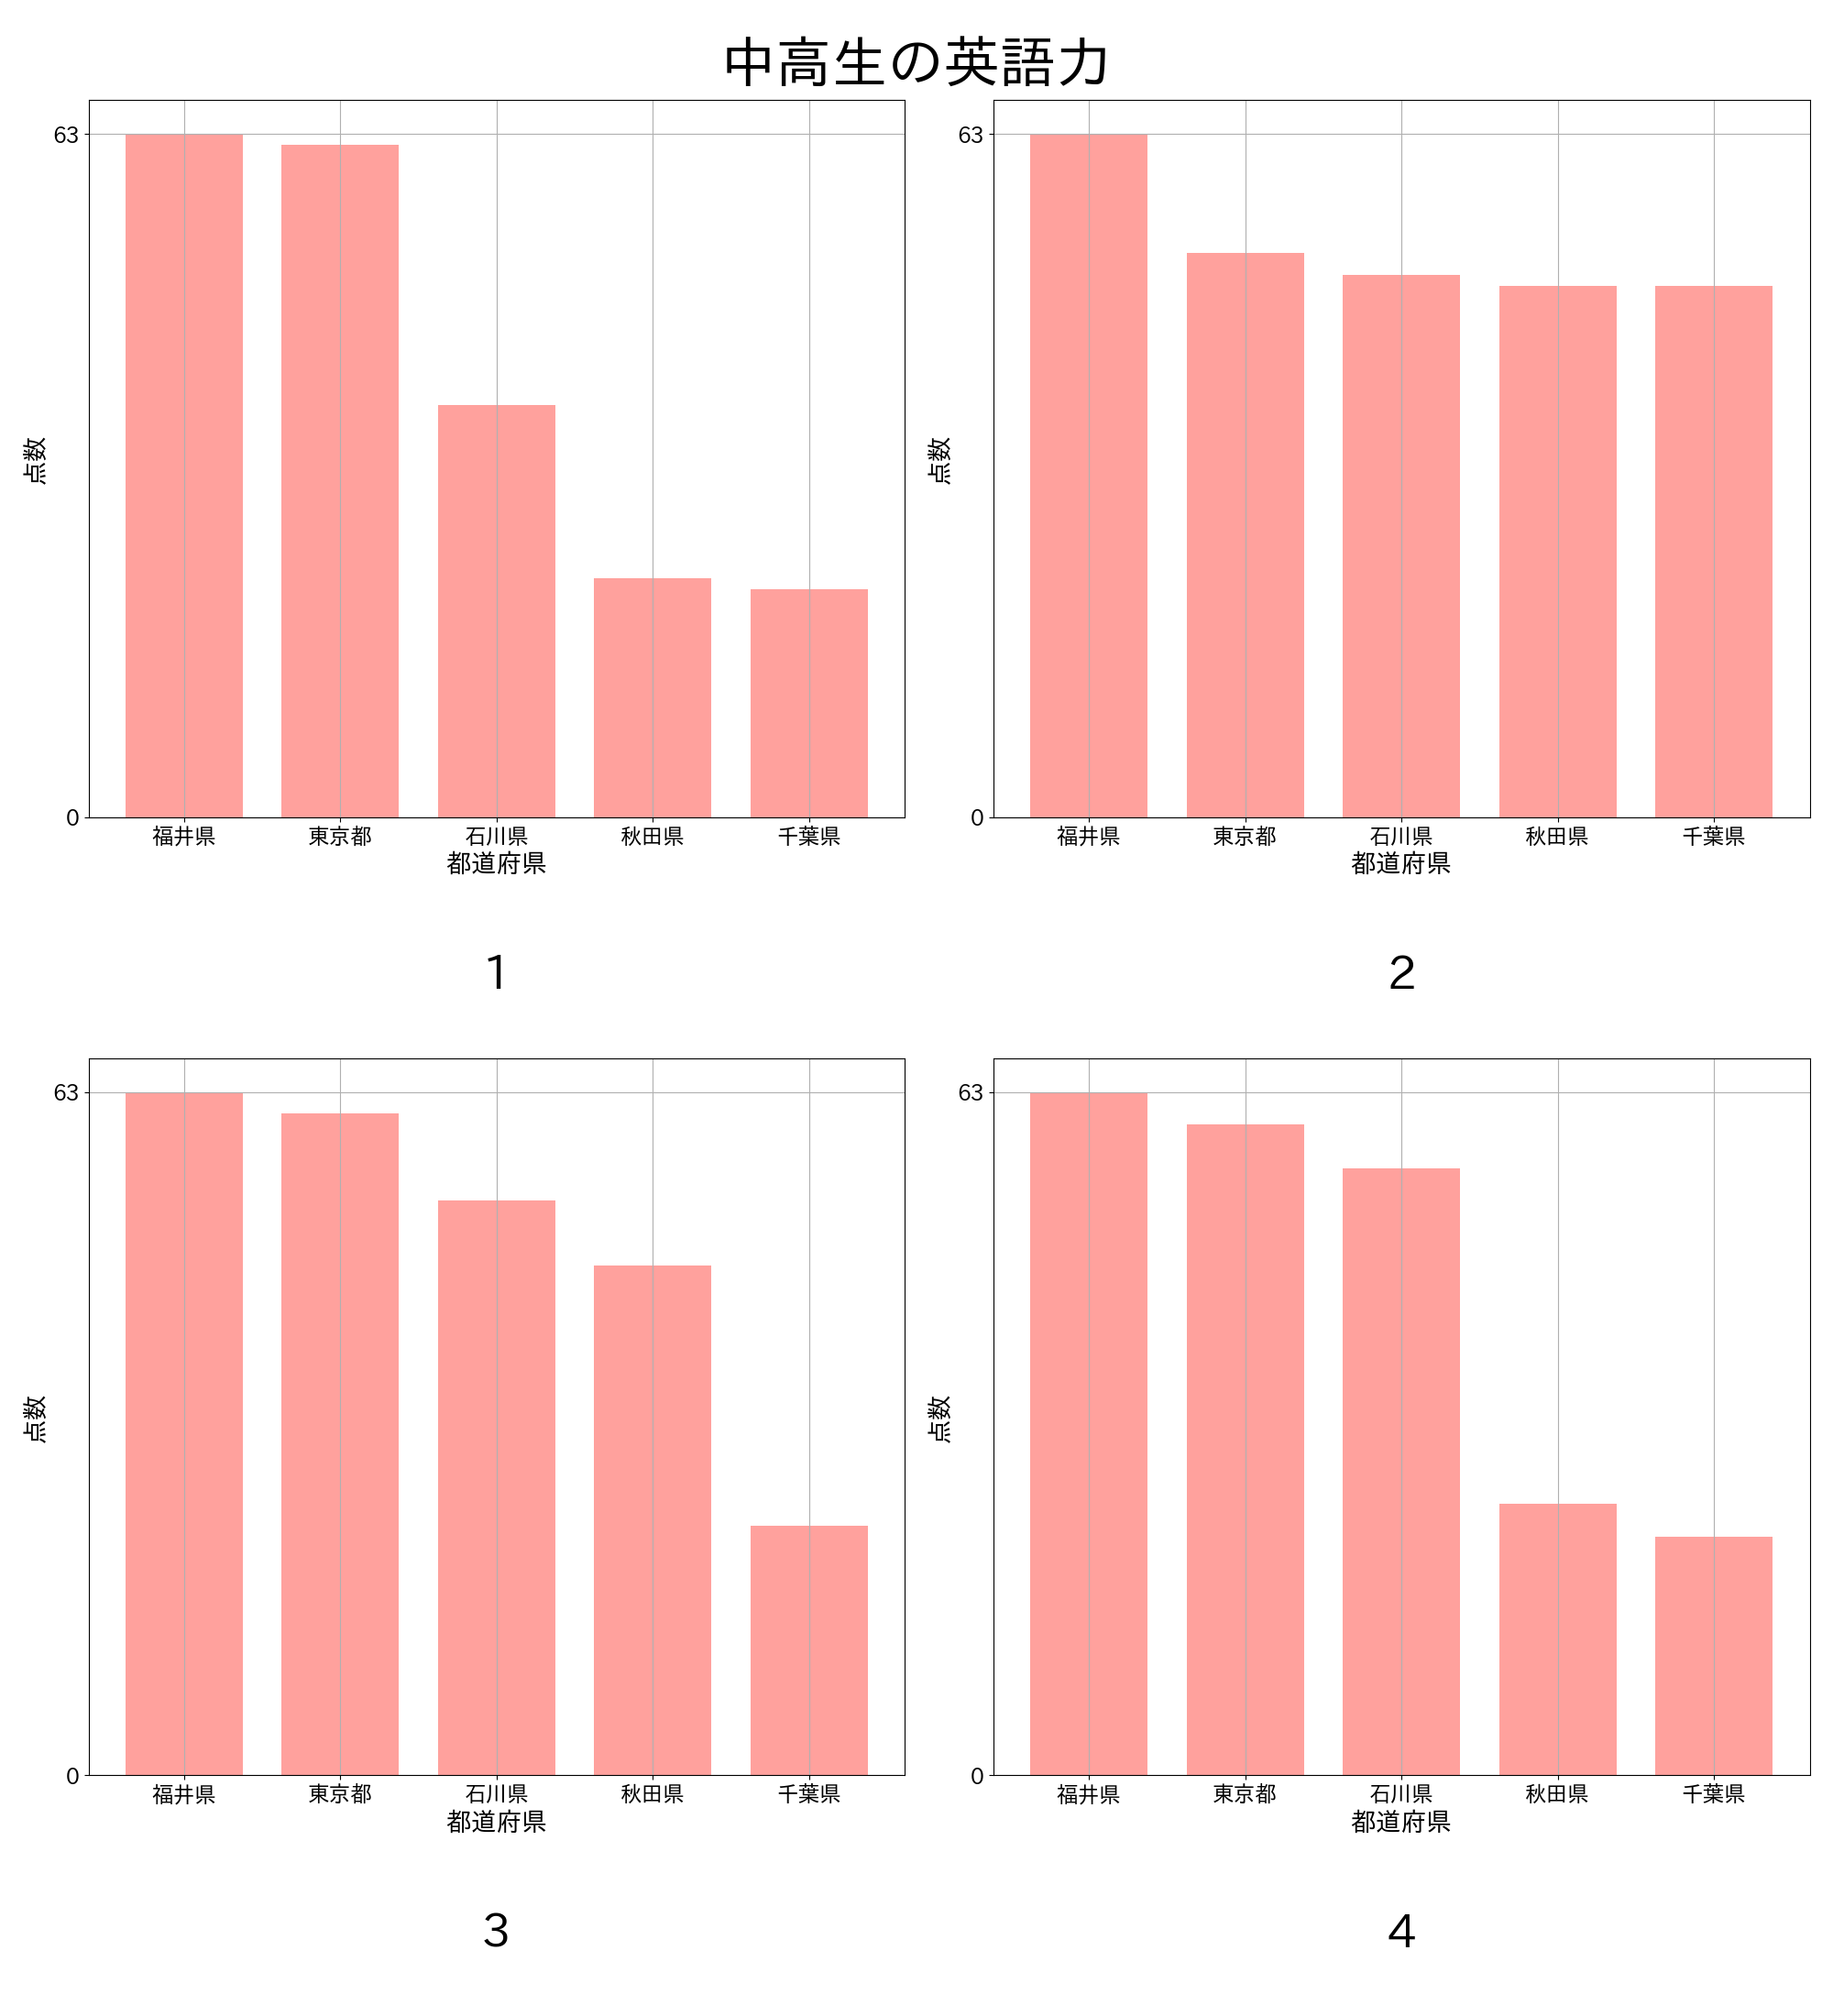 中高生の英語力
63
点数
0
福井県 東京都 石川県 秋田県 千葉県
都道府県
1
63
点数
0
福井県 東京都 石川県 秋田県 千葉県
都道府県
2
63
点数
0
福井県 東京都 石川県 秋田県 千葉県
都道府県
3
63
点数
0
福井県 東京都 石川県 秋田県 千葉県
都道府県
4